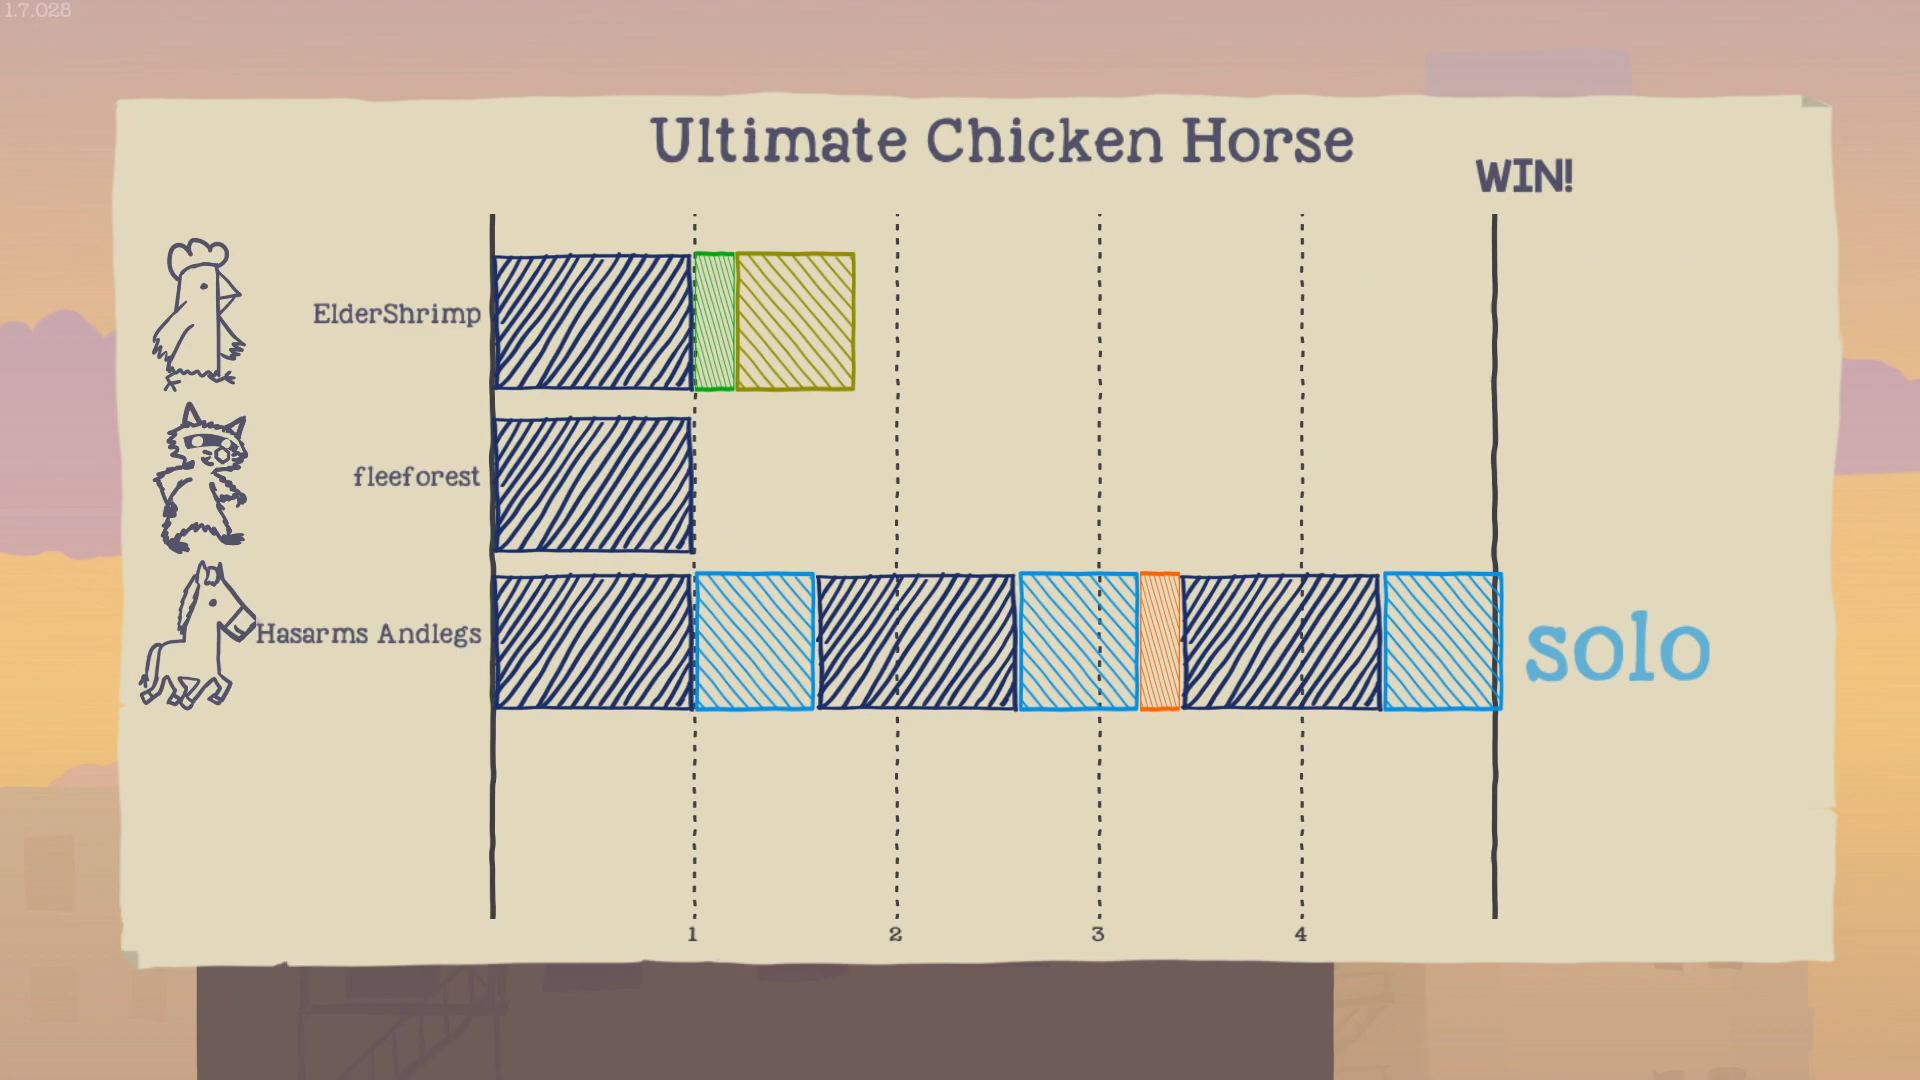 1.7.028
Ultimate Chicken Horse
WIN!
ElderShrimp
fleeforest
Hasarms Andlegs
solo
1 2 3 4